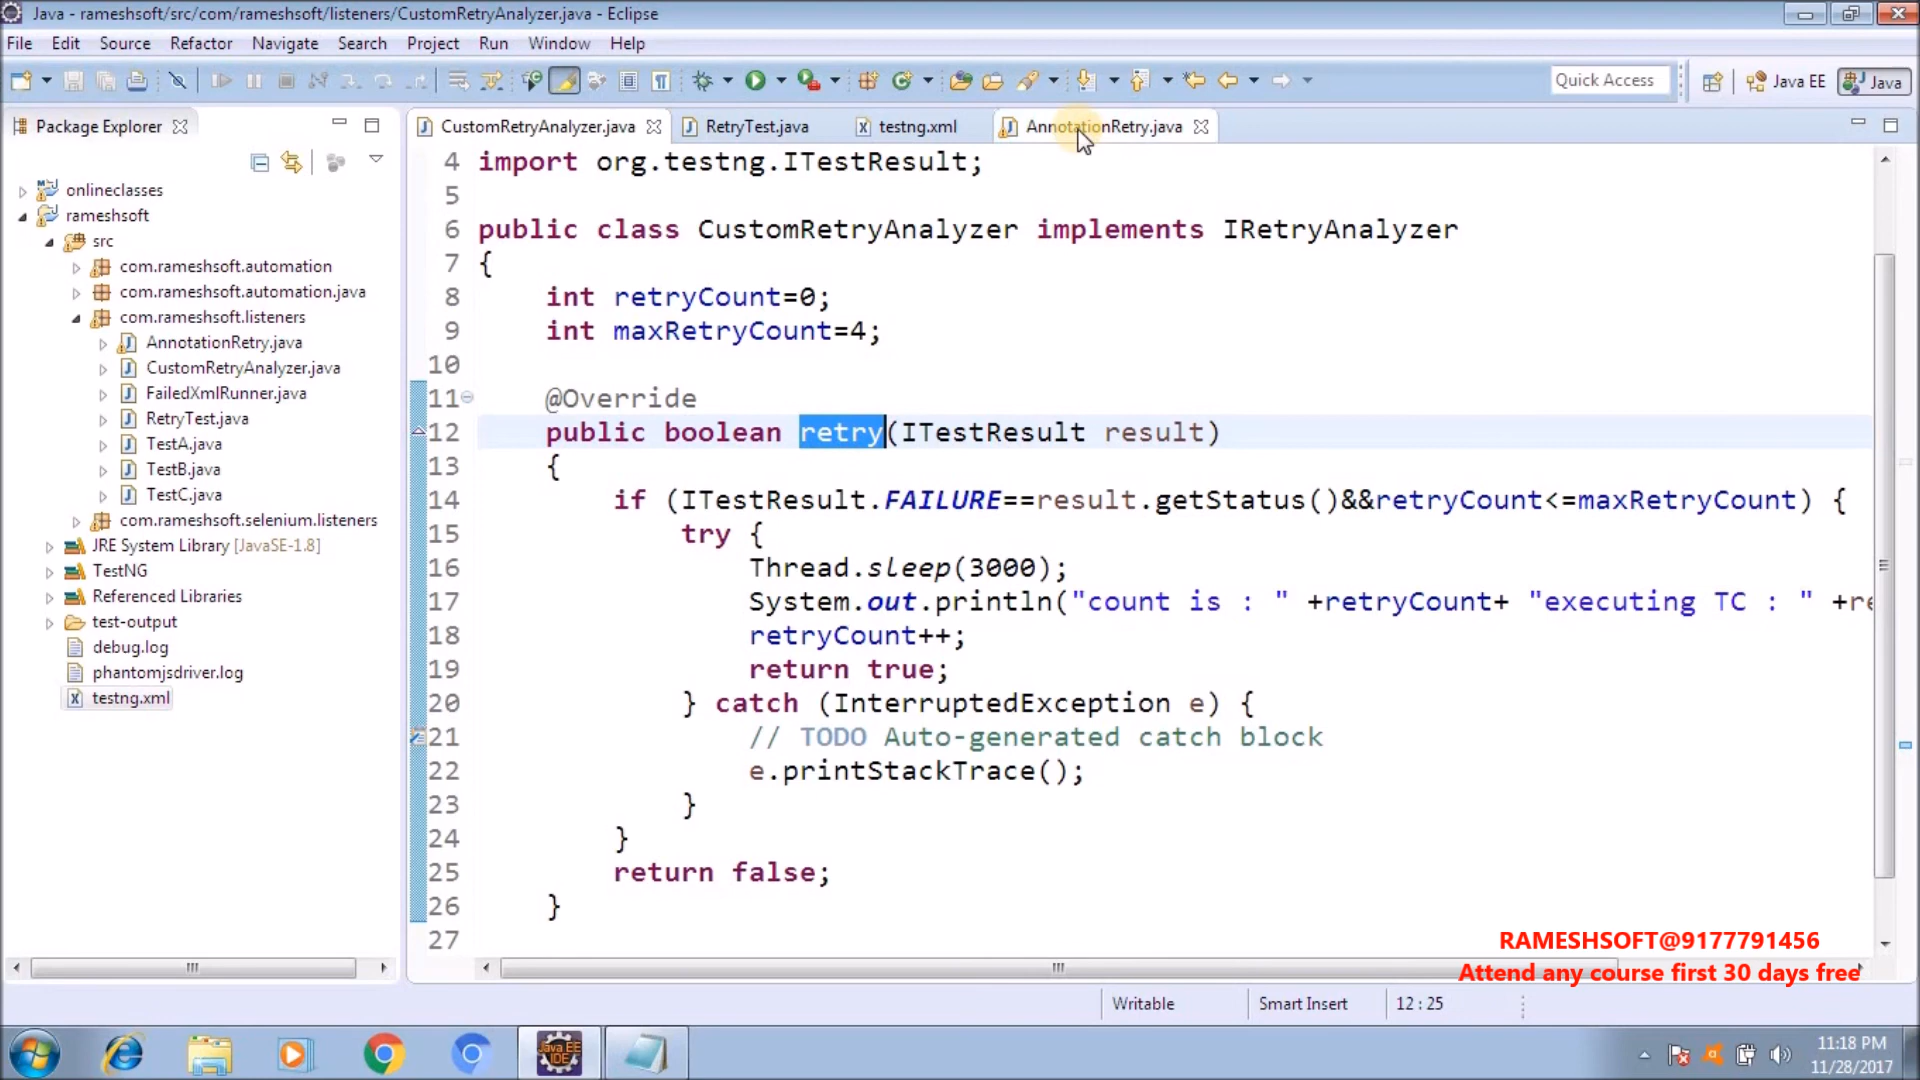 Java - rameshsoft/src/com/rameshsoft/listeners/CustomRetryAnalyzer.java - Eclipse
File Edit Source Refactor Navigate Search Project Run Window Help
Quick Access Java EE Java
Package Explorer
CustomRetryAnalyzer.java RetryTest.java testng.xml AnnotationRetry.java
onlineclasses
rameshsoft
src
com.rameshsoft.automation
com.rameshsoft.automation.java
com.rameshsoft.listeners
AnnotationRetry.java
CustomRetryAnalyzer.java
FailedXmlRunner.java
RetryTest.java
TestA.java
TestB.java
TestC.java
com.rameshsoft.selenium.listeners
JRE System Library [JavaSE-1.8]
TestNG
Referenced Libraries
test-output
debug.log
phantomjsdriver.log
testng.xml
4 import org.testng.ITestResult;
5
6 public class CustomRetryAnalyzer implements IRetryAnalyzer
7 {
8 int retryCount=0;
9 int maxRetryCount=4;
10
11 @Override
12 public boolean retry(ITestResult result)
13 {
14 if (ITestResult.FAILURE==result.getStatus()&&retryCount<=maxRetryCount) {
15 try {
16 Thread.sleep(3000);
17 System.out.println("count is : " +retryCount+ "executing TC : " +re
18 retryCount++;
19 return true;
20 } catch (InterruptedException e) {
21 // TODO Auto-generated catch block
22 e.printStackTrace();
23 }
24 }
25 return false;
26 }
27
RAMESHSOFT@9177791456
Attend any course first 30 days free
Writable Smart Insert 12 : 25
11:18 PM
11/28/2017